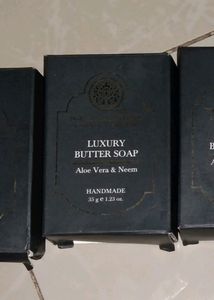 LUXURY
BUTTER SOAP
Aloe Vera & Neem
HANDMADE
35 g e 1.23 oz.